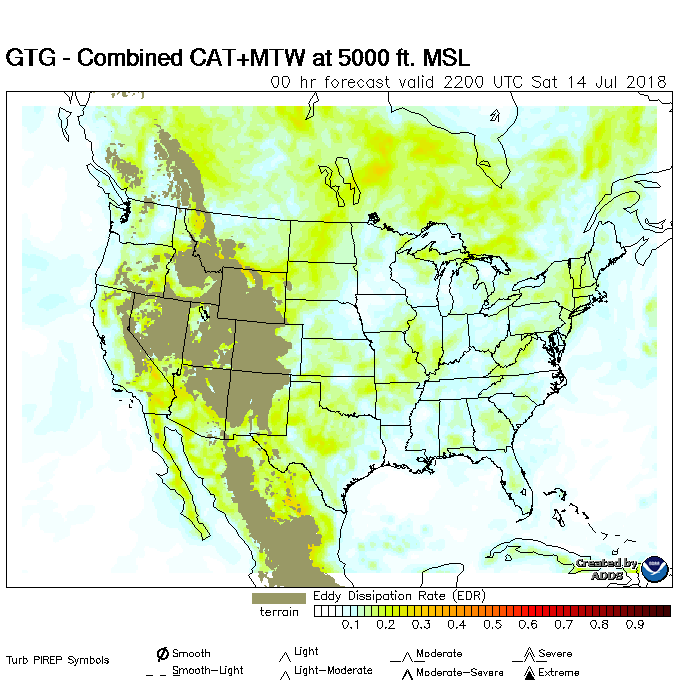 GTG - Combined CAT+MTW at 5000 ft. MSL
00 hr forecast valid 2200 UTC Sat 14 Jul 2018
Created by
ADDS
Eddy Dissipation Rate (EDR)
terrain
0.1 0.2 0.3 0.4 0.5 0.6 0.7 0.8 0.9
Turb PIREP Symbols
Smooth Light Moderate Severe
Smooth-Light Light-Moderate Moderate-Severe Extreme